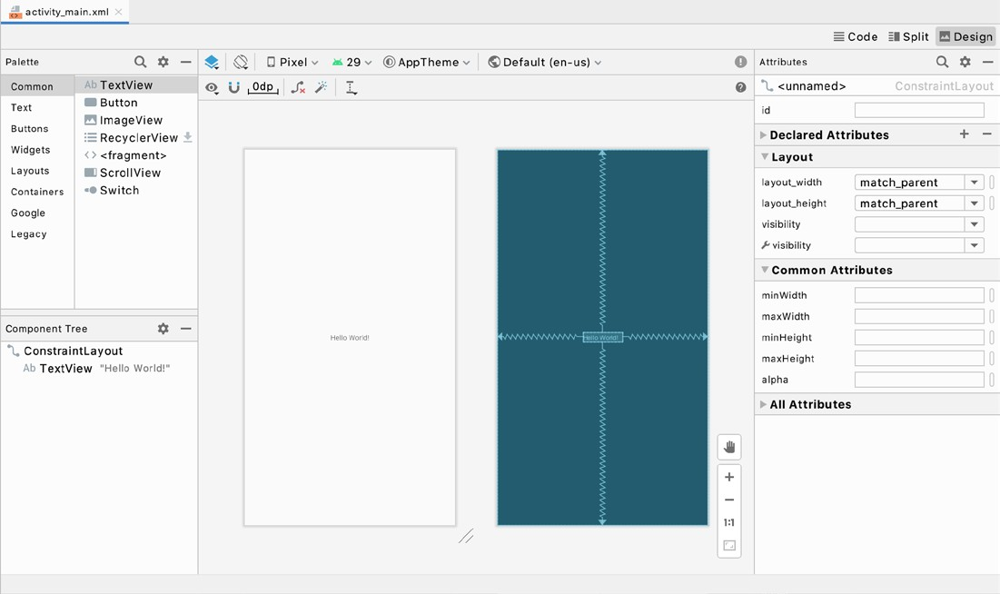 activity_main.xml
Code Split Design
Palette
Common
Text
Buttons
Widgets
Layouts
Containers
Google
Legacy
Ab TextView
Button
ImageView
RecyclerView
<fragment>
ScrollView
Switch
Component Tree
ConstraintLayout
Ab TextView "Hello World!"
Pixel 29 AppTheme Default (en-us)
0dp
Hello World!
Hello World!
1:1
Attributes
<unnamed> ConstraintLayout
id
Declared Attributes
Layout
layout_width match_parent
layout_height match_parent
visibility
visibility
Common Attributes
minWidth
maxWidth
minHeight
maxHeight
alpha
All Attributes